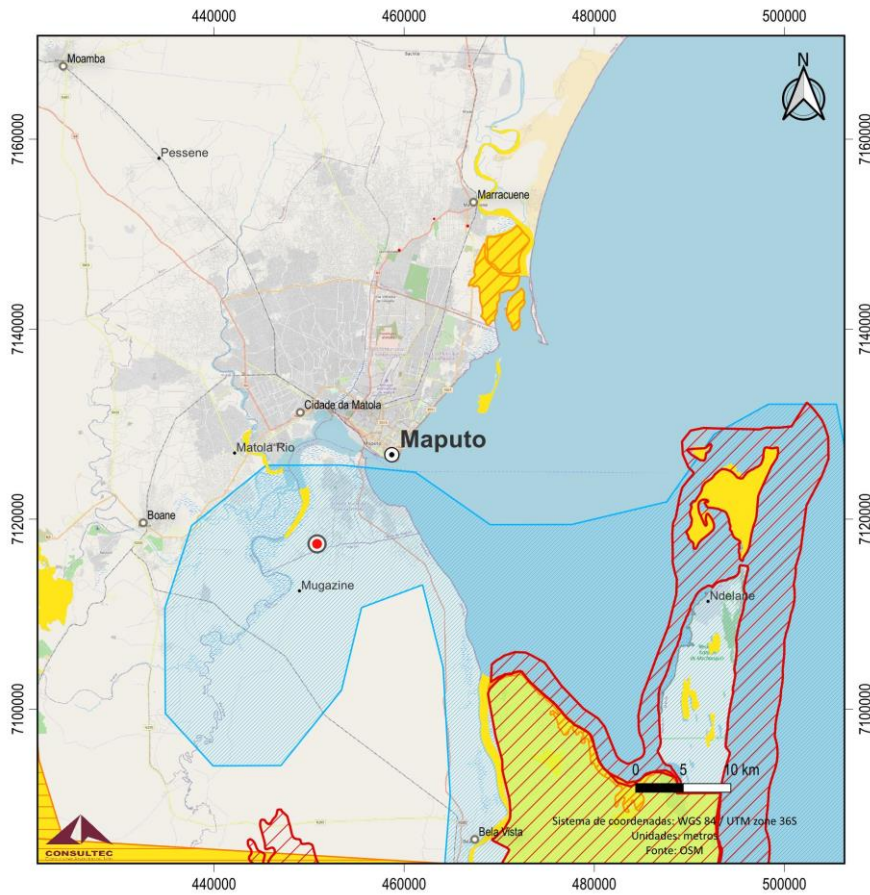 440000 460000 480000 500000
7160000
7140000
7120000
7100000
N
Moamba
Pessene
Marracuene
Cidade da Matola
Maputo
Matola Rio
Boane
Mugazine
Ndelane
Bela Vista
0 5 10 km
Sistema de coordenadas: WGS 84 / UTM zone 36S
Unidades: metros
Fonte: OSM
CONSULTEC
7160000
7140000
7120000
7100000
440000 460000 480000 500000